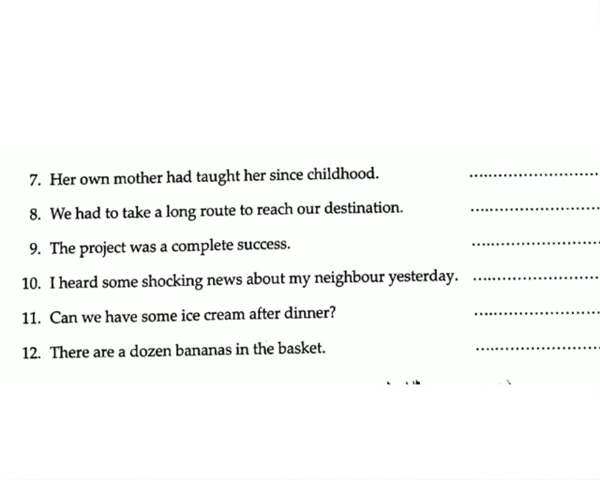 7. Her own mother had taught her since childhood. ..............................
8. We had to take a long route to reach our destination. ..............................
9. The project was a complete success. ..............................
10. I heard some shocking news about my neighbour yesterday. ..............................
11. Can we have some ice cream after dinner? ..............................
12. There are a dozen bananas in the basket. ..............................